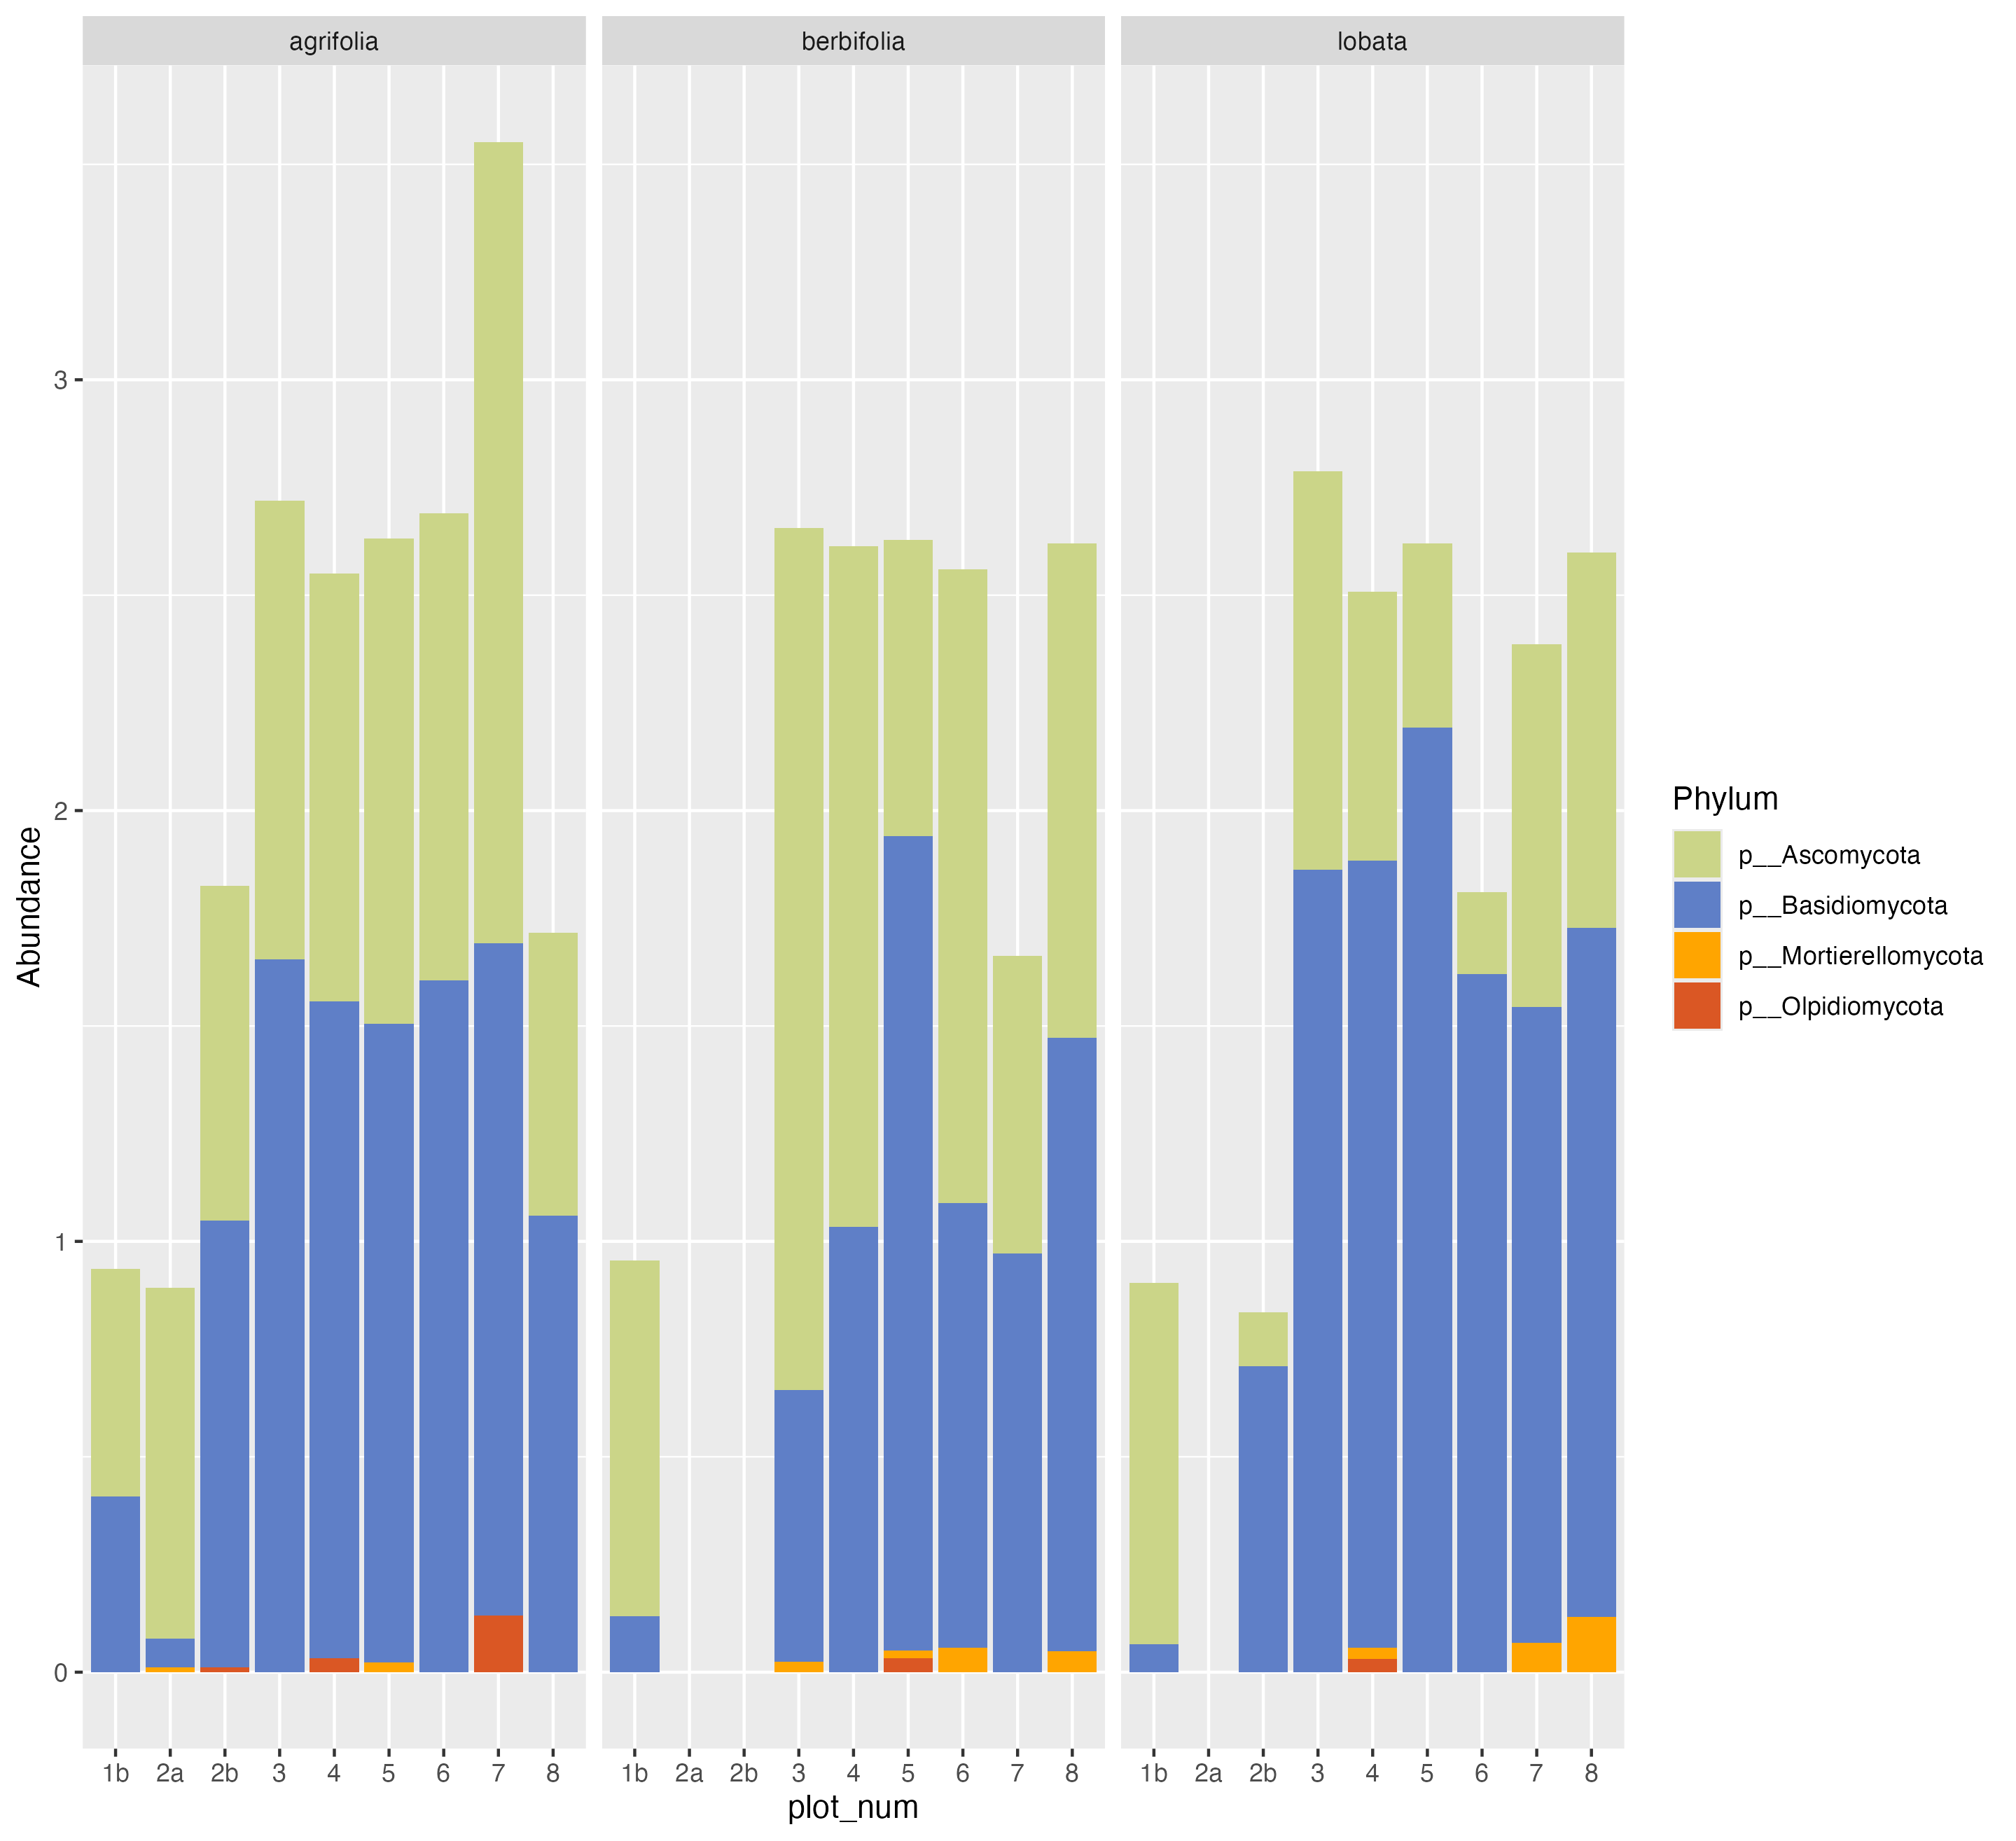 agrifolia berbifolia lobata
Abundance
3
2
1
0
1b 2a 2b 3 4 5 6 7 8 1b 2a 2b 3 4 5 6 7 8 1b 2a 2b 3 4 5 6 7 8
plot_num
Phylum
p__Ascomycota
p__Basidiomycota
p__Mortierellomycota
p__Olpidiomycota